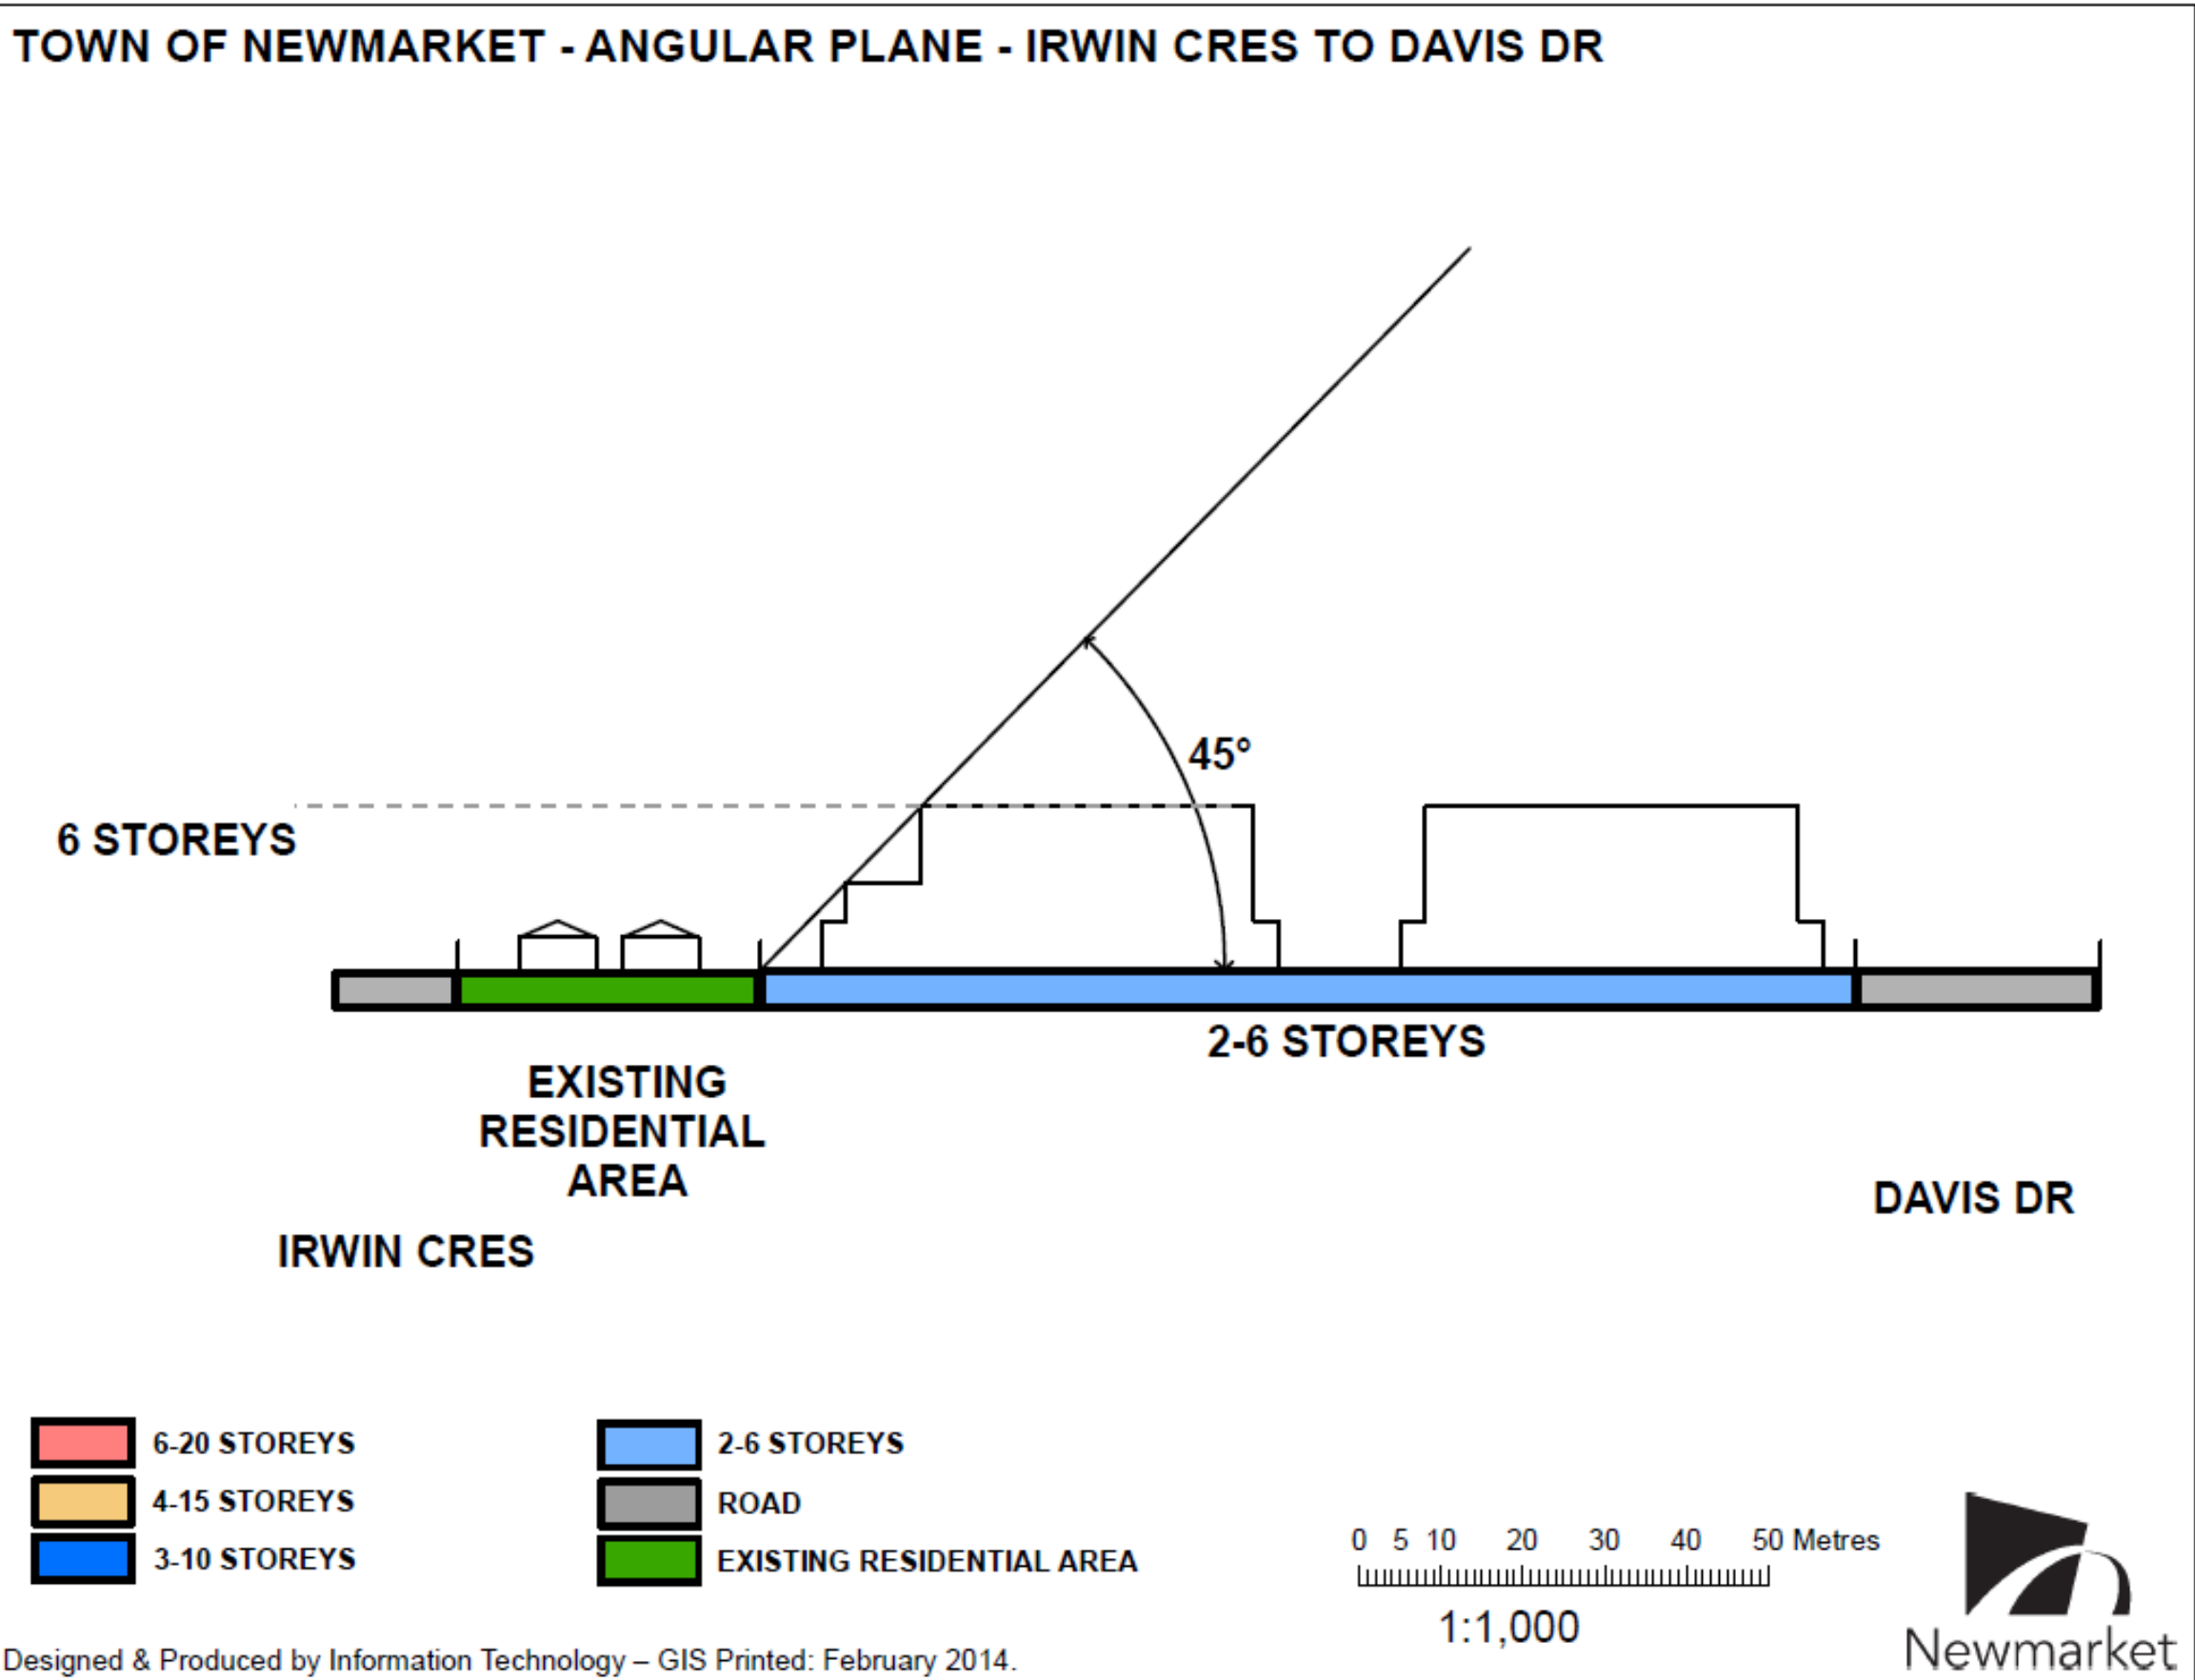 TOWN OF NEWMARKET - ANGULAR PLANE - IRWIN CRES TO DAVIS DR
45°
6 STOREYS
2-6 STOREYS
EXISTING
RESIDENTIAL
AREA
DAVIS DR
IRWIN CRES
6-20 STOREYS
4-15 STOREYS
3-10 STOREYS
2-6 STOREYS
ROAD
EXISTING RESIDENTIAL AREA
0 5 10 20 30 40 50 Metres
1:1,000
Newmarket
Designed & Produced by Information Technology – GIS Printed: February 2014.